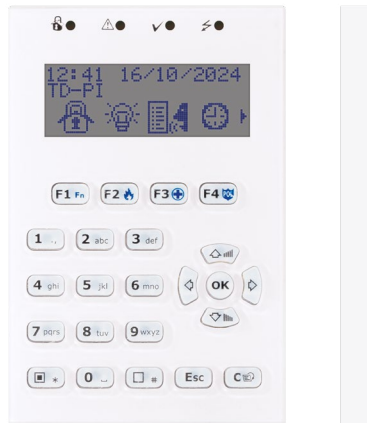 12:41 16/10/2024
TD-PI
F1 Fn F2 F3 F4
1 ., 2 abc 3 def
4 ghi 5 jkl 6 mno OK
7 pqrs 8 tuv 9 wxyz
* 0 # Esc C